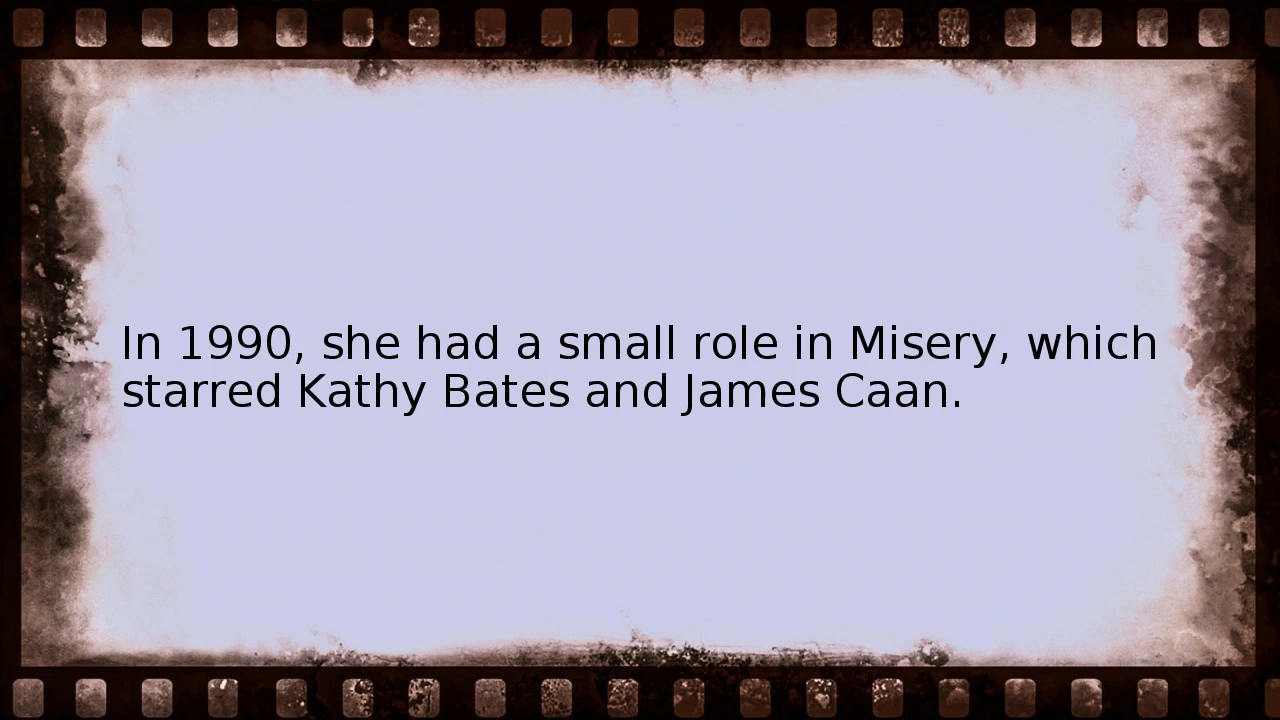 In 1990, she had a small role in Misery, which
starred Kathy Bates and James Caan.